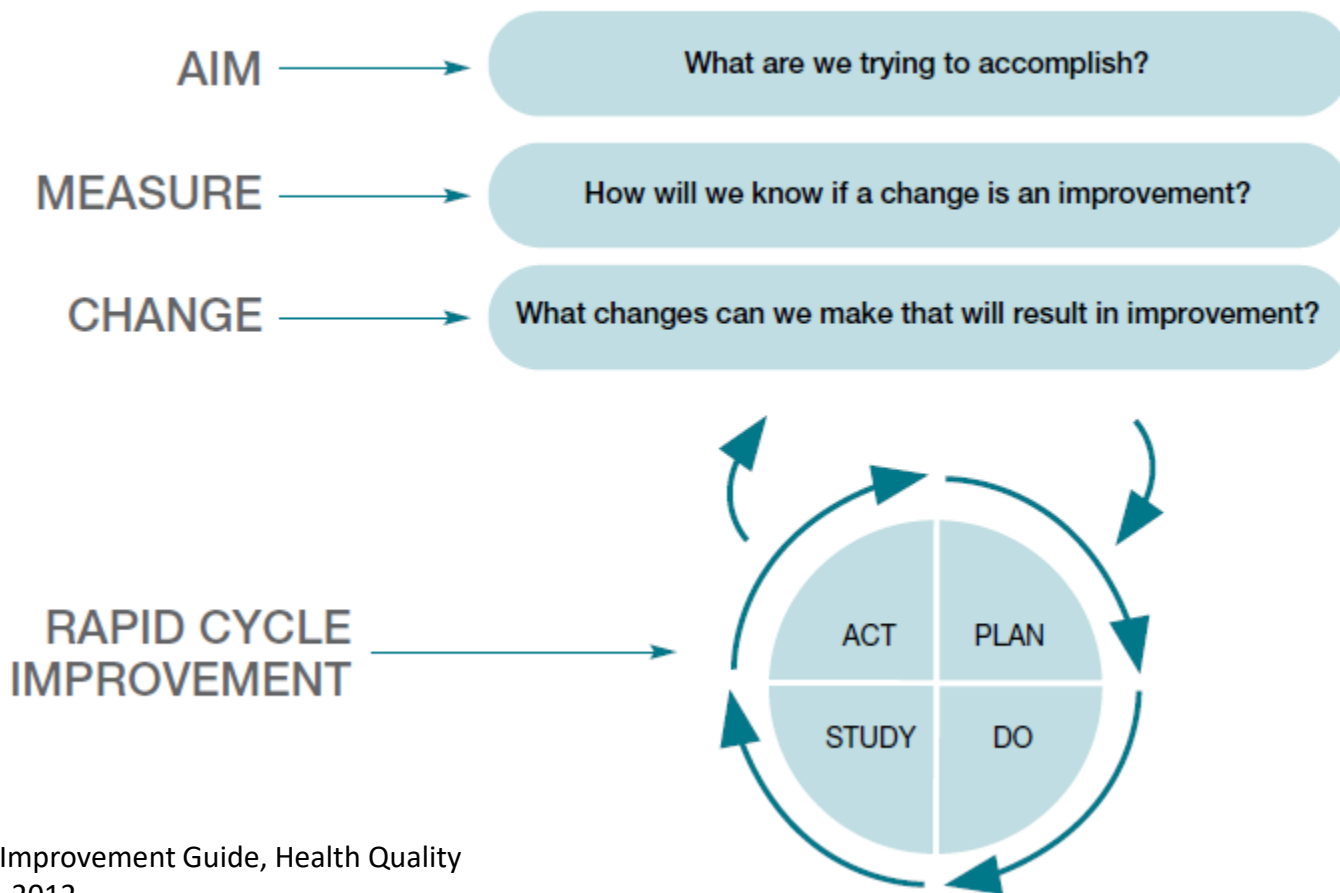 AIM
What are we trying to accomplish?
MEASURE
How will we know if a change is an improvement?
CHANGE
What changes can we make that will result in improvement?
RAPID CYCLE
IMPROVEMENT
ACT
PLAN
STUDY
DO
Improvement Guide, Health Quality